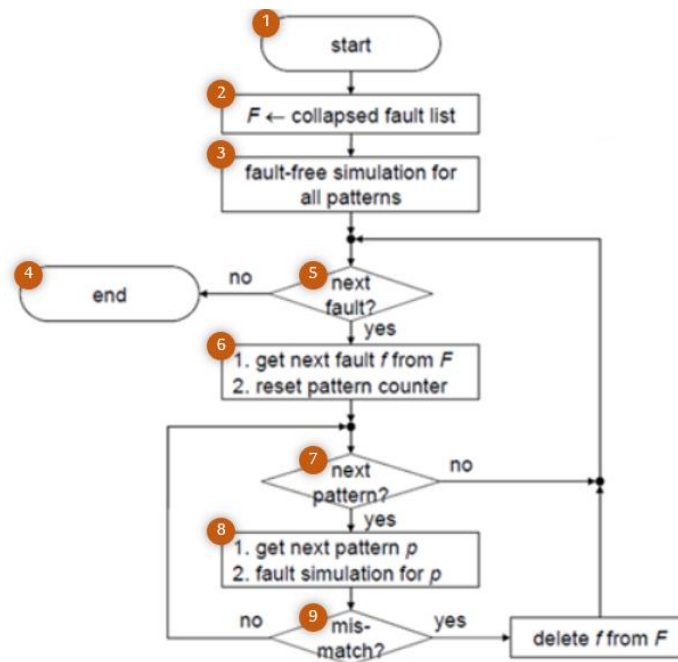 1
start
2
F ← collapsed fault list
3
fault-free simulation for
all patterns
4
end
no
5
next
fault?
yes
6
1. get next fault f from F
2. reset pattern counter
7
next
pattern?
no
yes
8
1. get next pattern p
2. fault simulation for p
no
9
mis-
match?
yes
delete f from F